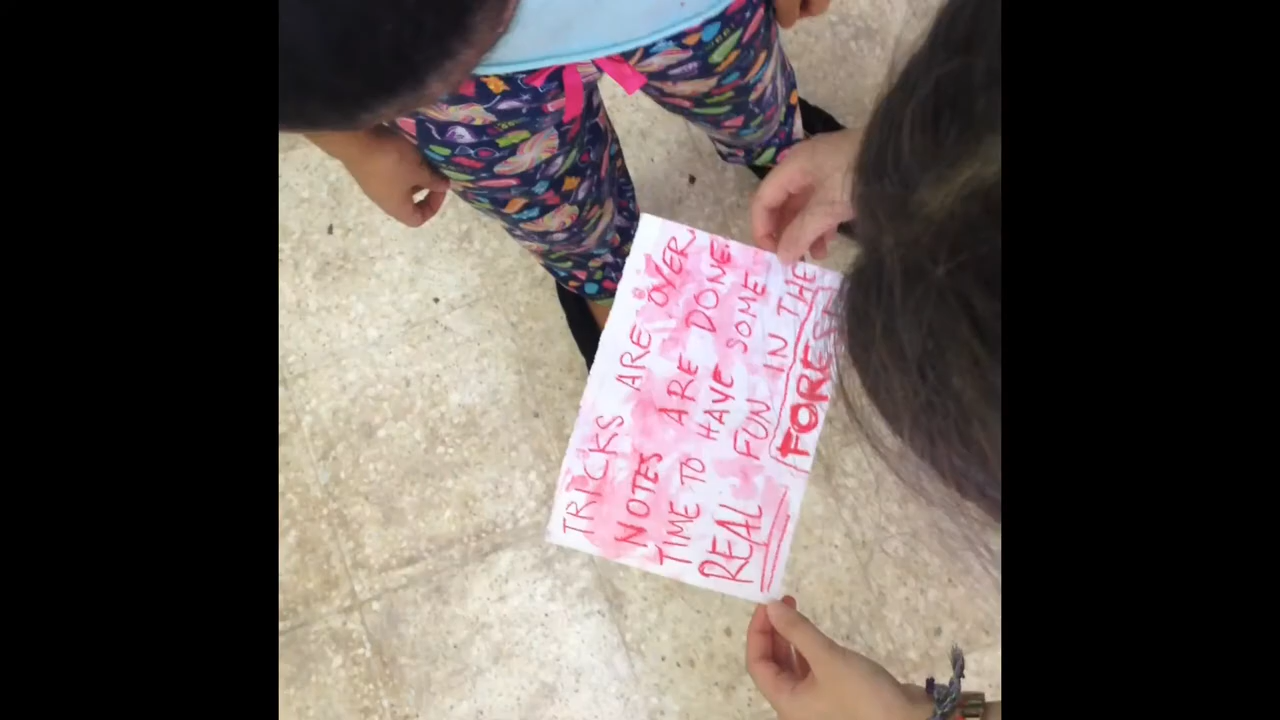 TRICKS ARE OVER.
NOTES ARE DONE.
TIME TO HAVE SOME
REAL FUN IN THE
FOREST